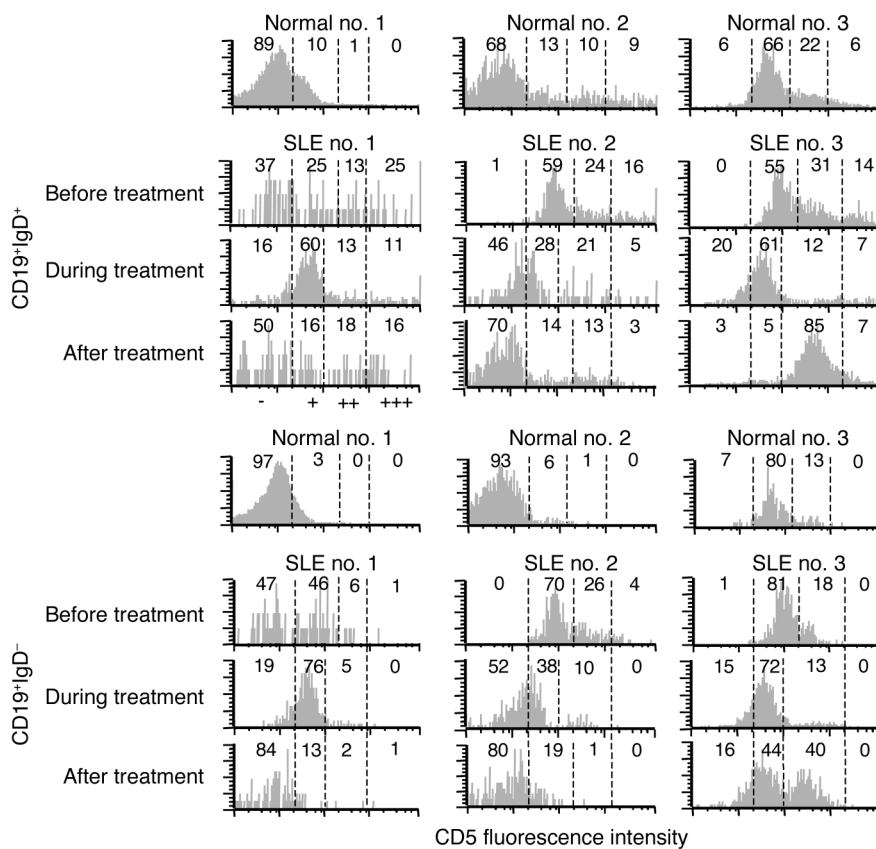 Normal no. 1 Normal no. 2 Normal no. 3
89 10 1 0 68 13 10 9 6 66 22 6
CD19⁺IgD⁺
SLE no. 1 SLE no. 2 SLE no. 3
Before treatment 37 25 13 25 1 59 24 16 0 55 31 14
During treatment 16 60 13 11 46 28 21 5 20 61 12 7
After treatment 50 16 18 16 70 14 13 3 3 5 85 7
- + ++ +++
Normal no. 1 Normal no. 2 Normal no. 3
97 3 0 0 93 6 1 0 7 80 13 0
CD19⁺IgD⁻
SLE no. 1 SLE no. 2 SLE no. 3
Before treatment 47 46 6 1 0 70 26 4 1 81 18 0
During treatment 19 76 5 0 52 38 10 0 15 72 13 0
After treatment 84 13 2 1 80 19 1 0 16 44 40 0
CD5 fluorescence intensity